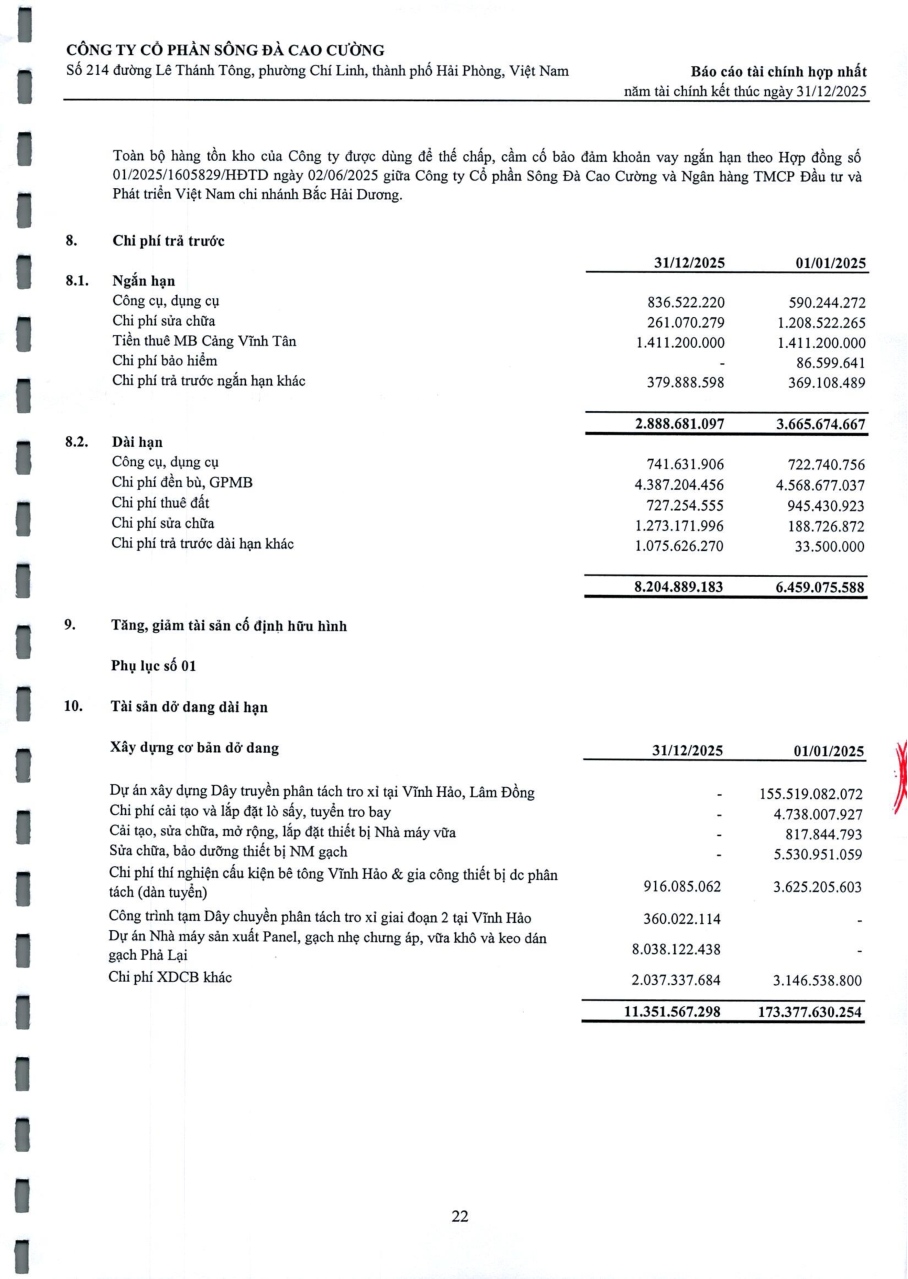 CÔNG TY CỔ PHẦN SÔNG ĐÀ CAO CƯỜNG
Số 214 đường Lê Thánh Tông, phường Chí Linh, thành phố Hải Phòng, Việt Nam
Báo cáo tài chính hợp nhất
năm tài chính kết thúc ngày 31/12/2025
Toàn bộ hàng tồn kho của Công ty được dùng để thế chấp, cầm cố bảo đảm khoản vay ngắn hạn theo Hợp đồng số
01/2025/1605829/HĐTD ngày 02/06/2025 giữa Công ty Cổ phần Sông Đà Cao Cường và Ngân hàng TMCP Đầu tư và
Phát triển Việt Nam chi nhánh Bắc Hải Dương.
8. Chi phí trả trước
31/12/2025 01/01/2025
8.1. Ngắn hạn
Công cụ, dụng cụ 836.522.220 590.244.272
Chi phí sửa chữa 261.070.279 1.208.522.265
Tiền thuê MB Cảng Vĩnh Tân 1.411.200.000 1.411.200.000
Chi phí bảo hiểm - 86.599.641
Chi phí trả trước ngắn hạn khác 379.888.598 369.108.489
2.888.681.097 3.665.674.667
8.2. Dài hạn
Công cụ, dụng cụ 741.631.906 722.740.756
Chi phí đền bù, GPMB 4.387.204.456 4.568.677.037
Chi phí thuê đất 727.254.555 945.430.923
Chi phí sửa chữa 1.273.171.996 188.726.872
Chi phí trả trước dài hạn khác 1.075.626.270 33.500.000
8.204.889.183 6.459.075.588
9. Tăng, giảm tài sản cố định hữu hình
Phụ lục số 01
10. Tài sản dở dang dài hạn
Xây dựng cơ bản dở dang 31/12/2025 01/01/2025
Dự án xây dựng Dây truyền phân tách tro xỉ tại Vĩnh Hảo, Lâm Đồng - 155.519.082.072
Chi phí cải tạo và lắp đặt lò sấy, tuyển tro bay - 4.738.007.927
Cải tạo, sửa chữa, mở rộng, lắp đặt thiết bị Nhà máy vữa - 817.844.793
Sửa chữa, bảo dưỡng thiết bị NM gạch - 5.530.951.059
Chi phí thí nghiện cấu kiện bê tông Vĩnh Hảo & gia công thiết bị dc phân
tách (dàn tuyển) 916.085.062 3.625.205.603
Công trình tạm Dây chuyền phân tách tro xỉ giai đoạn 2 tại Vĩnh Hảo 360.022.114 -
Dự án Nhà máy sản xuất Panel, gạch nhẹ chưng áp, vữa khô và keo dán
gạch Phả Lại 8.038.122.438 -
Chi phí XDCB khác 2.037.337.684 3.146.538.800
11.351.567.298 173.377.630.254
22